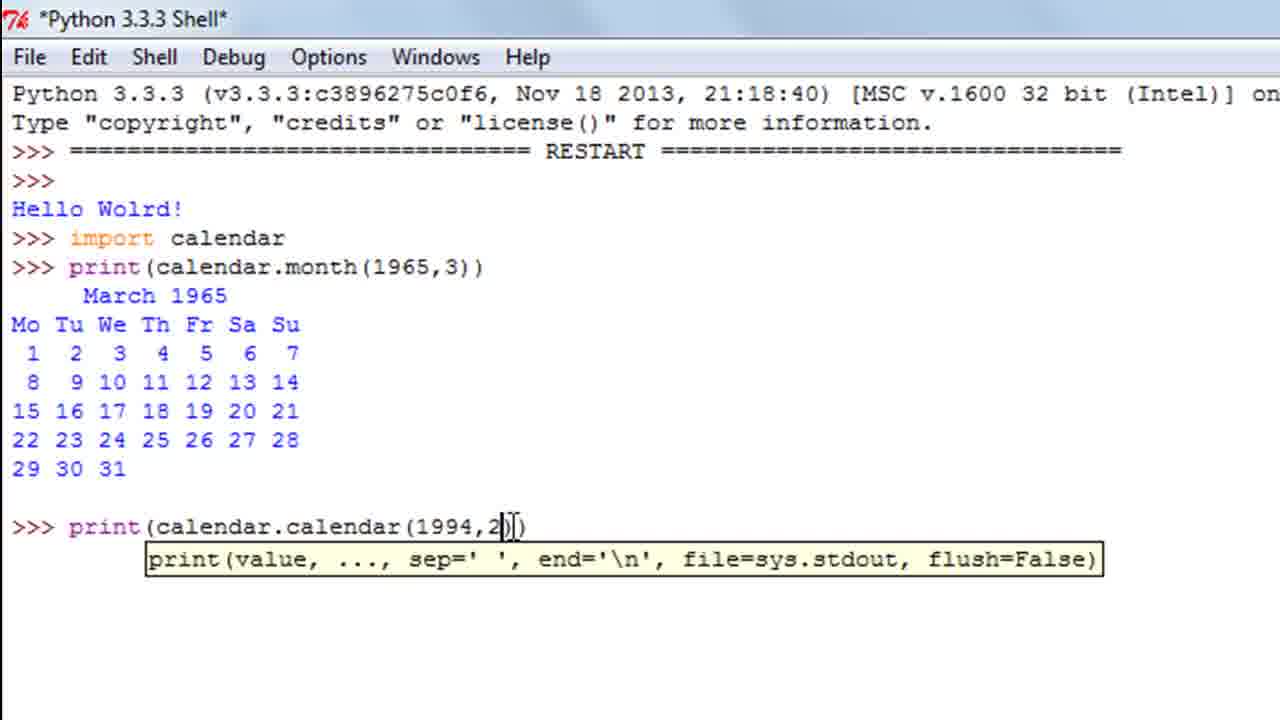 *Python 3.3.3 Shell*
File Edit Shell Debug Options Windows Help
Python 3.3.3 (v3.3.3:c3896275c0f6, Nov 18 2013, 21:18:40) [MSC v.1600 32 bit (Intel)] on
Type "copyright", "credits" or "license()" for more information.
>>> ================================ RESTART ================================
>>>
Hello Wolrd!
>>> import calendar
>>> print(calendar.month(1965,3))
     March 1965
Mo Tu We Th Fr Sa Su
 1  2  3  4  5  6  7
 8  9 10 11 12 13 14
15 16 17 18 19 20 21
22 23 24 25 26 27 28
29 30 31
>>> print(calendar.calendar(1994,2))
print(value, ..., sep=' ', end='\n', file=sys.stdout, flush=False)